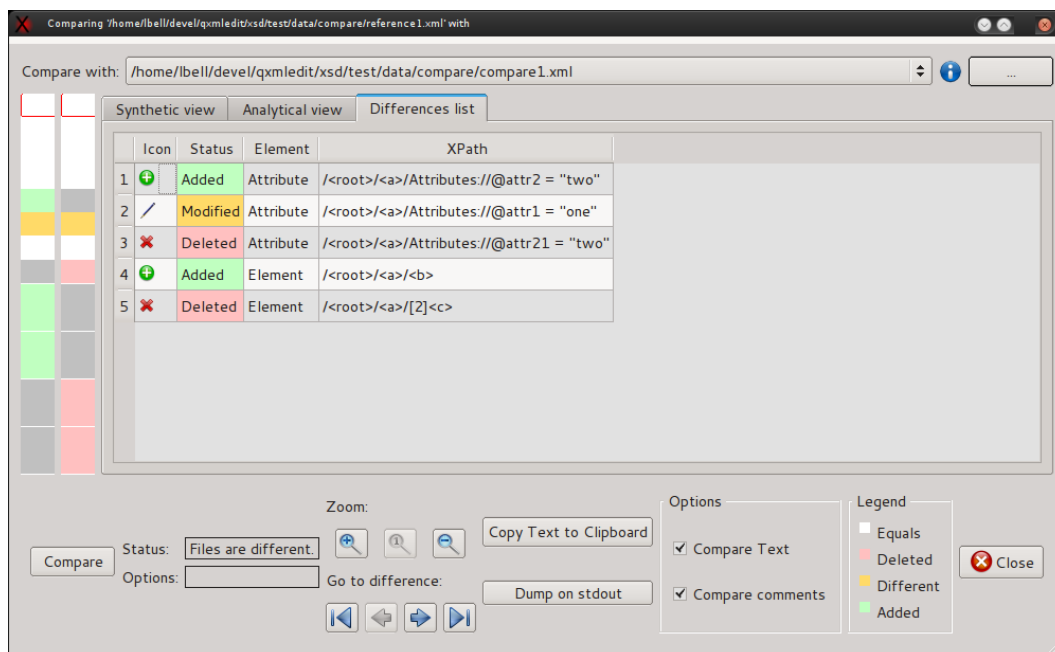 Comparing '/home/lbell/devel/qxmledit/xsd/test/data/compare/reference1.xml' with
Compare with: /home/lbell/devel/qxmledit/xsd/test/data/compare/compare1.xml ...
Synthetic view Analytical view Differences list
Icon Status Element XPath
1 Added Attribute /<root>/<a>/Attributes://@attr2 = "two"
2 Modified Attribute /<root>/<a>/Attributes://@attr1 = "one"
3 Deleted Attribute /<root>/<a>/Attributes://@attr21 = "two"
4 Added Element /<root>/<a>/<b>
5 Deleted Element /<root>/<a>/[2]<c>
Compare
Status: Files are different.
Options:
Zoom:
1
Go to difference:
Copy Text to Clipboard
Dump on stdout
Options
Compare Text
Compare comments
Legend
Equals
Deleted
Different
Added
Close